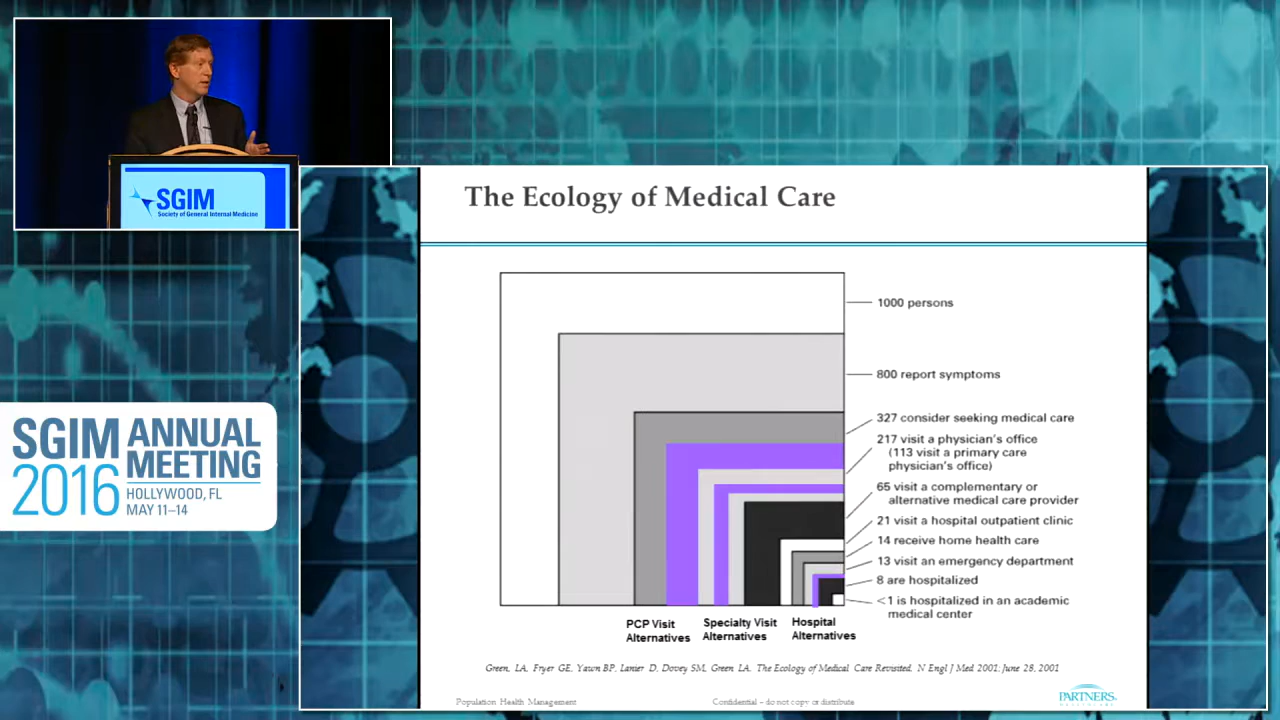 SGIM
Society of General Internal Medicine
SGIM ANNUAL
2016 MEETING
HOLLYWOOD, FL
MAY 11–14
The Ecology of Medical Care
1000 persons
800 report symptoms
327 consider seeking medical care
217 visit a physician's office
(113 visit a primary care
physician's office)
65 visit a complementary or
alternative medical care provider
21 visit a hospital outpatient clinic
14 receive home health care
13 visit an emergency department
8 are hospitalized
<1 is hospitalized in an academic
medical center
PCP Visit
Alternatives
Specialty Visit
Alternatives
Hospital
Alternatives
Green, LA, Fryer GE, Yawn BP, Lanier D, Dovey SM, Green LA. The Ecology of Medical Care Revisited. N Engl J Med 2001; June 28, 2001
Population Health Management
Confidential – do not copy or distribute
PARTNERS
HEALTHCARE